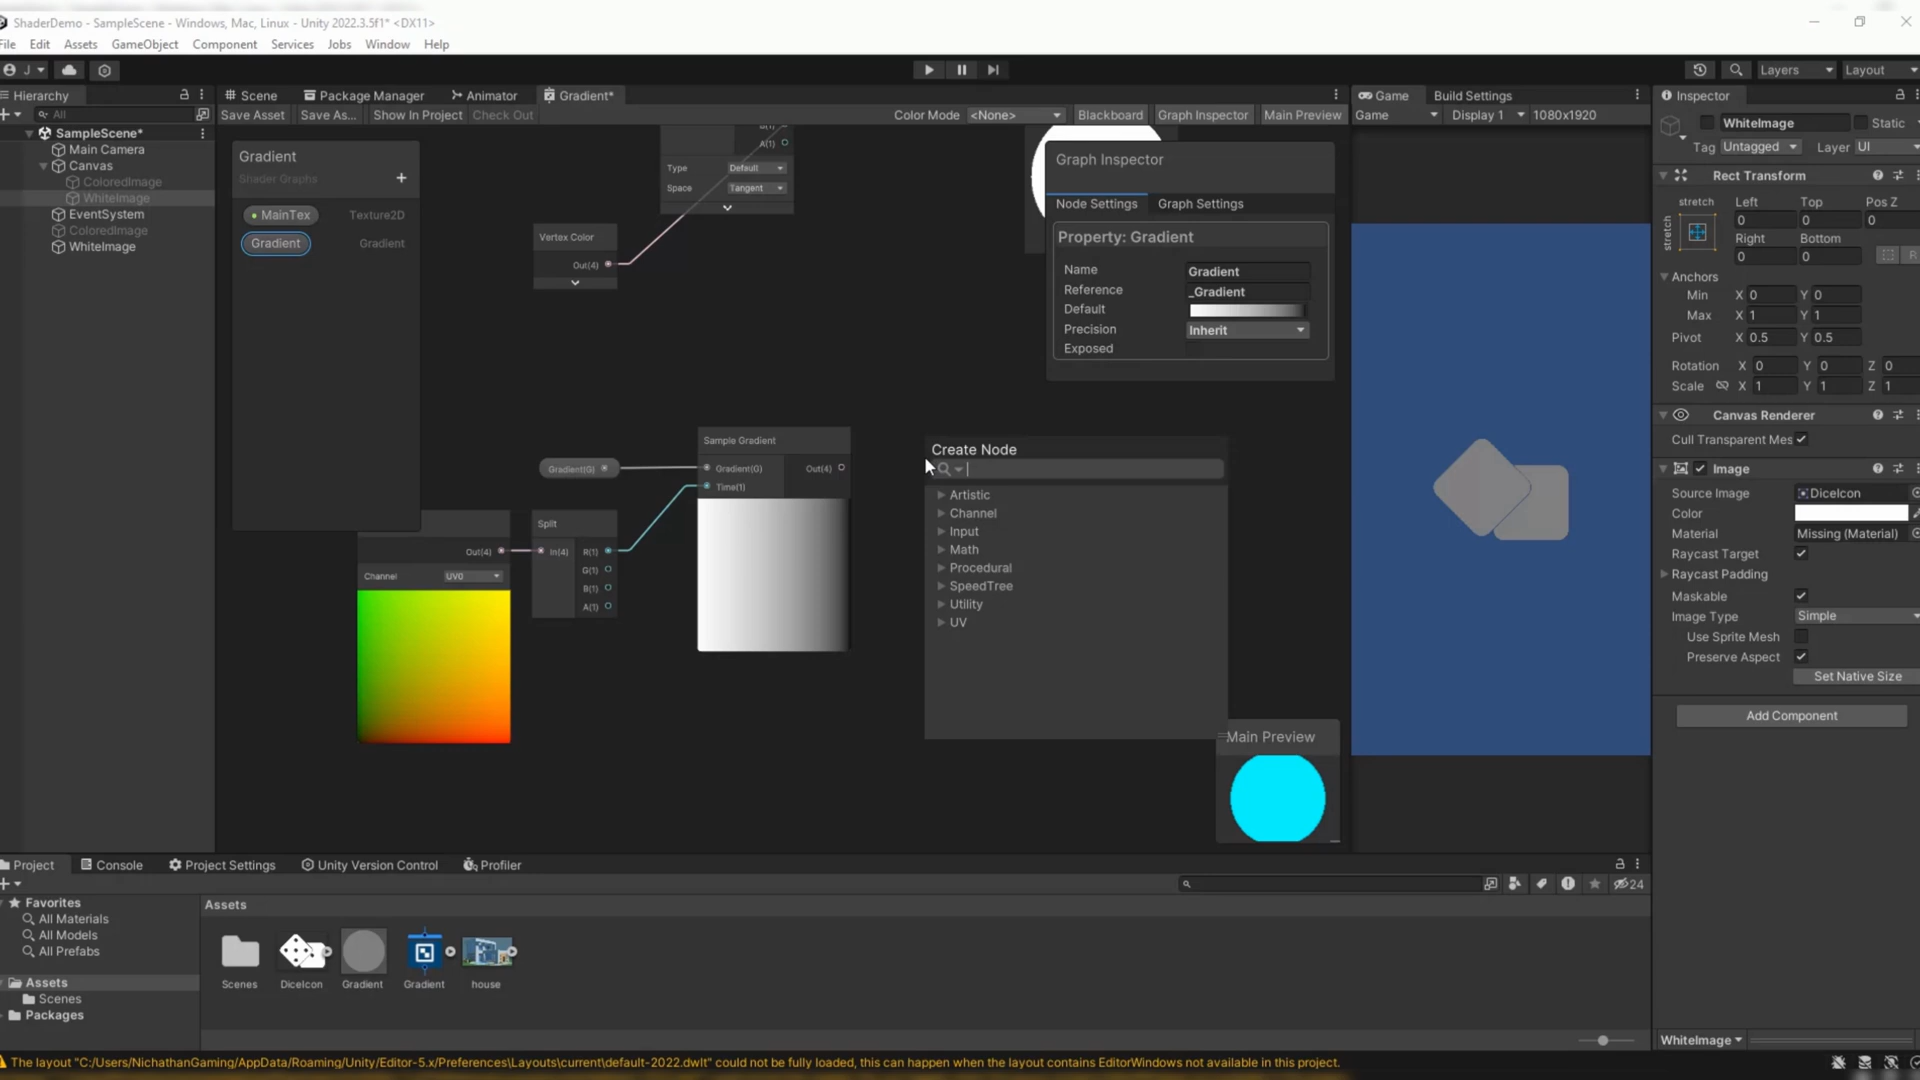 ShaderDemo - SampleScene - Windows, Mac, Linux - Unity 2022.3.5f1* <DX11>
File Edit Assets GameObject Component Services Jobs Window Help
J
Layers Layout
Hierarchy
Scene Package Manager Animator Gradient*
Game Build Settings
Inspector
All
Save Asset Save As... Show In Project Check Out
Color Mode <None> Blackboard Graph Inspector Main Preview
Game Display 1 1080x1920
SampleScene*
Main Camera
Canvas
ColoredImage
WhiteImage
EventSystem
ColoredImage
WhiteImage
Gradient
Shader Graphs
+
MainTex Texture2D
Gradient Gradient
B(1)
A(1)
Type Default
Space Tangent
Vertex Color
Out(4)
Graph Inspector
Node Settings Graph Settings
Property: Gradient
Name Gradient
Reference _Gradient
Default
Precision Inherit
Exposed
Gradient(G)
Sample Gradient
Gradient(G) Out(4)
Time(1)
Out(4)
Channel UV0
Split
In(4) R(1)
G(1)
B(1)
A(1)
Create Node
Artistic
Channel
Input
Math
Procedural
SpeedTree
Utility
UV
Main Preview
WhiteImage Static
Tag Untagged Layer UI
Rect Transform
stretch Left Top Pos Z
stretch 0 0 0
Right Bottom
0 0 R
Anchors
Min X 0 Y 0
Max X 1 Y 1
Pivot X 0.5 Y 0.5
Rotation X 0 Y 0 Z 0
Scale X 1 Y 1 Z 1
Canvas Renderer
Cull Transparent Mes
Image
Source Image DiceIcon
Color
Material Missing (Material)
Raycast Target
Raycast Padding
Maskable
Image Type Simple
Use Sprite Mesh
Preserve Aspect
Set Native Size
Add Component
Project Console Project Settings Unity Version Control Profiler
24
Favorites
All Materials
All Models
All Prefabs
Assets
Scenes
Packages
Assets
Scenes DiceIcon Gradient Gradient house
WhiteImage
The layout "C:/Users/NichathanGaming/AppData/Roaming/Unity/Editor-5.x/Preferences\Layouts\current\default-2022.dwlt" could not be fully loaded, this can happen when the layout contains EditorWindows not available in this project.